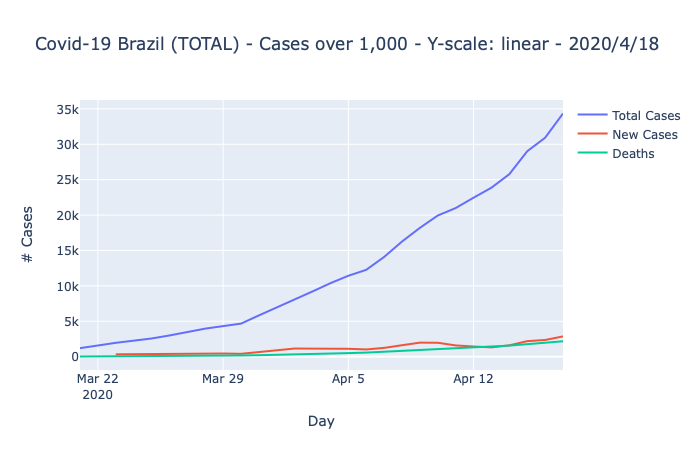 Covid-19 Brazil (TOTAL) - Cases over 1,000 - Y-scale: linear - 2020/4/18
35k
30k
25k
20k
15k
10k
5k
0
# Cases
Mar 22
2020
Mar 29
Apr 5
Apr 12
Day
Total Cases
New Cases
Deaths